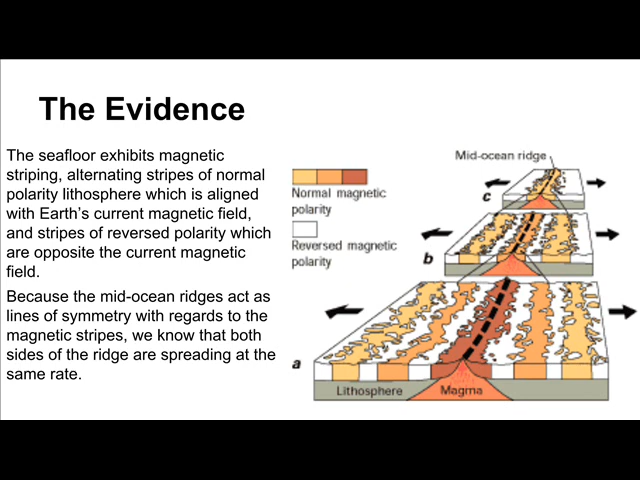 The Evidence
The seafloor exhibits magnetic
striping, alternating stripes of normal
polarity lithosphere which is aligned
with Earth's current magnetic field,
and stripes of reversed polarity which
are opposite the current magnetic
field.
Because the mid-ocean ridges act as
lines of symmetry with regards to the
magnetic stripes, we know that both
sides of the ridge are spreading at the
same rate.
Mid-ocean ridge
Normal magnetic
polarity
Reversed magnetic
polarity
c
b
a
Lithosphere
Magma